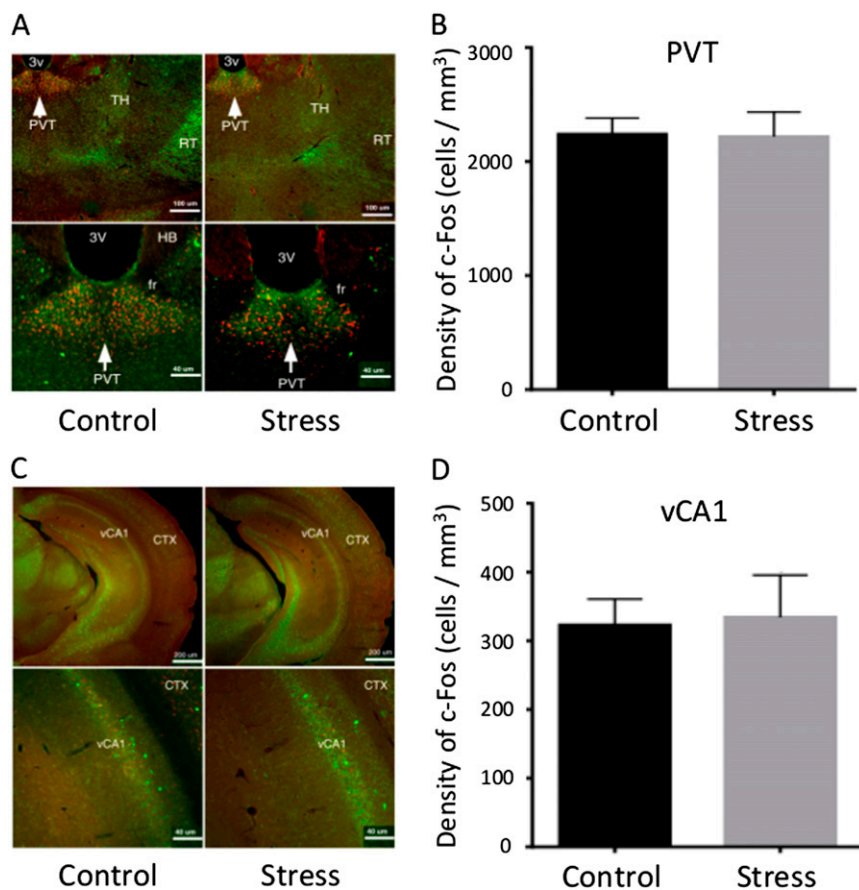 A
3v
TH
PVT
RT
100 um
3v
TH
PVT
RT
100 um
3V
HB
fr
PVT
40 um
3V
fr
PVT
40 um
Control
Stress
B
PVT
Density of c-Fos (cells / mm³)
3000
2000
1000
0
Control
Stress
C
vCA1
CTX
200 um
vCA1
CTX
200 um
CTX
vCA1
40 um
CTX
vCA1
40 um
Control
Stress
D
vCA1
Density of c-Fos (cells / mm³)
500
400
300
200
100
0
Control
Stress